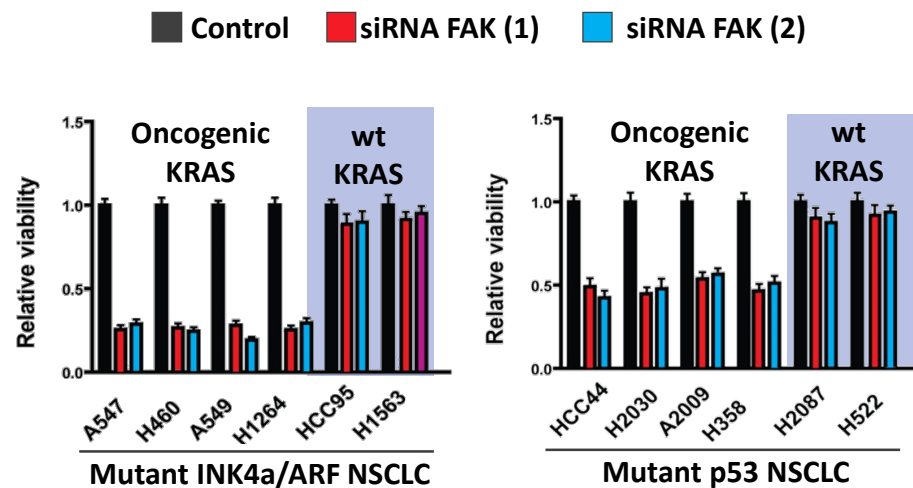 Control siRNA FAK (1) siRNA FAK (2)
Relative viability
1.5
1.0
0.5
0.0
Oncogenic
KRAS
wt
KRAS
A547
H460
A549
H1264
HCC95
H1563
Mutant INK4a/ARF NSCLC
Relative viability
1.5
1.0
0.5
0.0
Oncogenic
KRAS
wt
KRAS
HCC44
H2030
A2009
H358
H2087
H522
Mutant p53 NSCLC